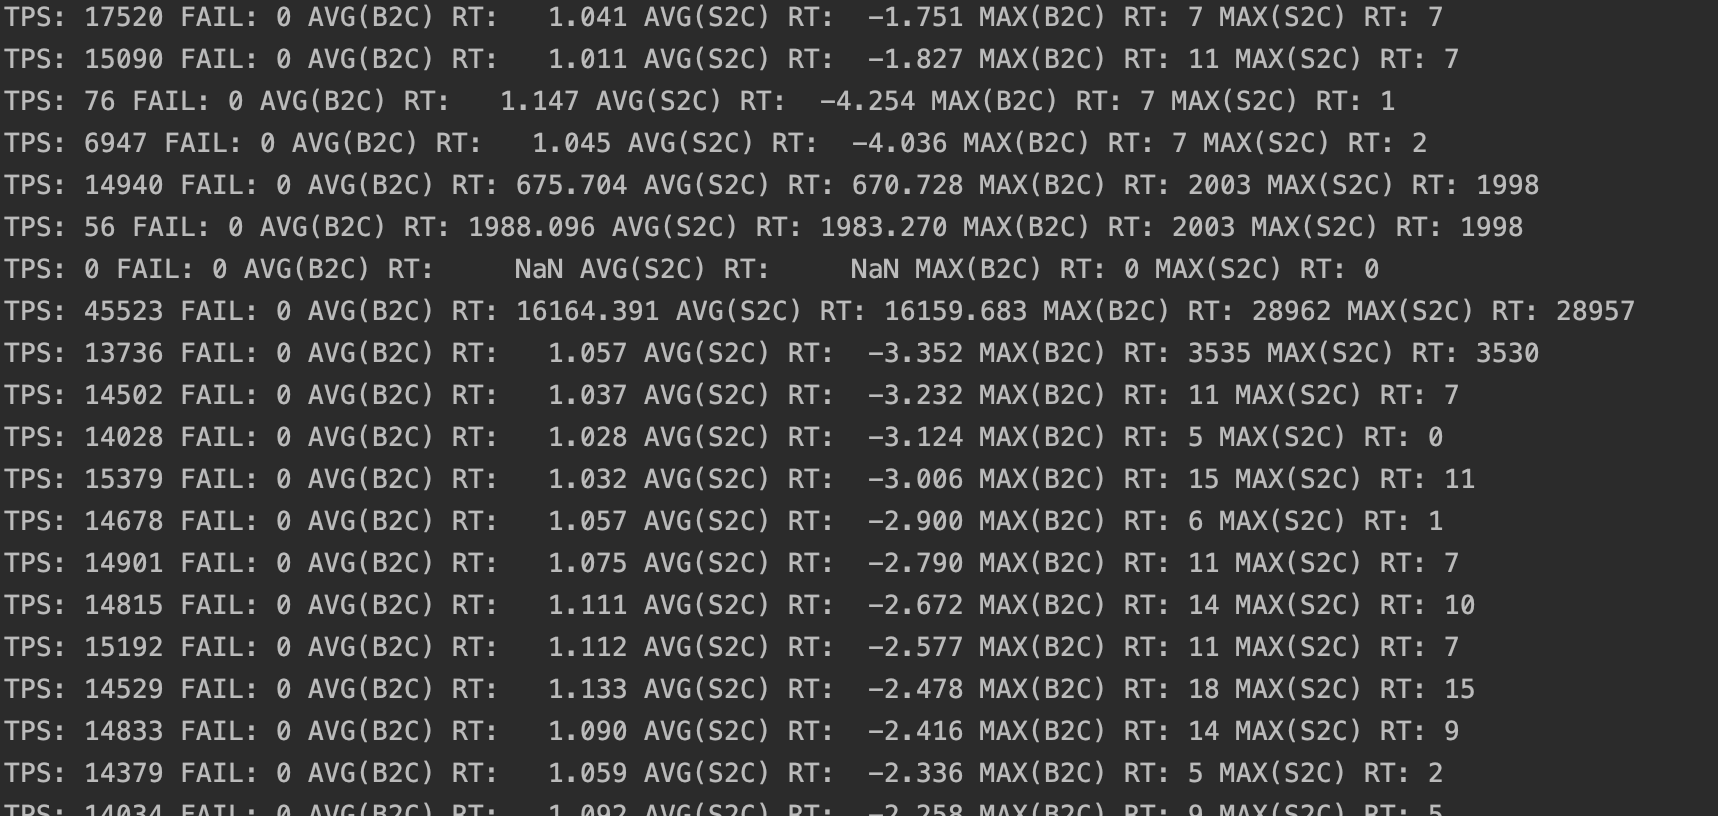 TPS: 17520 FAIL: 0 AVG(B2C) RT:   1.041 AVG(S2C) RT:  -1.751 MAX(B2C) RT: 7 MAX(S2C) RT: 7
TPS: 15090 FAIL: 0 AVG(B2C) RT:   1.011 AVG(S2C) RT:  -1.827 MAX(B2C) RT: 11 MAX(S2C) RT: 7
TPS: 76 FAIL: 0 AVG(B2C) RT:   1.147 AVG(S2C) RT:  -4.254 MAX(B2C) RT: 7 MAX(S2C) RT: 1
TPS: 6947 FAIL: 0 AVG(B2C) RT:   1.045 AVG(S2C) RT:  -4.036 MAX(B2C) RT: 7 MAX(S2C) RT: 2
TPS: 14940 FAIL: 0 AVG(B2C) RT: 675.704 AVG(S2C) RT: 670.728 MAX(B2C) RT: 2003 MAX(S2C) RT: 1998
TPS: 56 FAIL: 0 AVG(B2C) RT: 1988.096 AVG(S2C) RT: 1983.270 MAX(B2C) RT: 2003 MAX(S2C) RT: 1998
TPS: 0 FAIL: 0 AVG(B2C) RT:     NaN AVG(S2C) RT:     NaN MAX(B2C) RT: 0 MAX(S2C) RT: 0
TPS: 45523 FAIL: 0 AVG(B2C) RT: 16164.391 AVG(S2C) RT: 16159.683 MAX(B2C) RT: 28962 MAX(S2C) RT: 28957
TPS: 13736 FAIL: 0 AVG(B2C) RT:   1.057 AVG(S2C) RT:  -3.352 MAX(B2C) RT: 3535 MAX(S2C) RT: 3530
TPS: 14502 FAIL: 0 AVG(B2C) RT:   1.037 AVG(S2C) RT:  -3.232 MAX(B2C) RT: 11 MAX(S2C) RT: 7
TPS: 14028 FAIL: 0 AVG(B2C) RT:   1.028 AVG(S2C) RT:  -3.124 MAX(B2C) RT: 5 MAX(S2C) RT: 0
TPS: 15379 FAIL: 0 AVG(B2C) RT:   1.032 AVG(S2C) RT:  -3.006 MAX(B2C) RT: 15 MAX(S2C) RT: 11
TPS: 14678 FAIL: 0 AVG(B2C) RT:   1.057 AVG(S2C) RT:  -2.900 MAX(B2C) RT: 6 MAX(S2C) RT: 1
TPS: 14901 FAIL: 0 AVG(B2C) RT:   1.075 AVG(S2C) RT:  -2.790 MAX(B2C) RT: 11 MAX(S2C) RT: 7
TPS: 14815 FAIL: 0 AVG(B2C) RT:   1.111 AVG(S2C) RT:  -2.672 MAX(B2C) RT: 14 MAX(S2C) RT: 10
TPS: 15192 FAIL: 0 AVG(B2C) RT:   1.112 AVG(S2C) RT:  -2.577 MAX(B2C) RT: 11 MAX(S2C) RT: 7
TPS: 14529 FAIL: 0 AVG(B2C) RT:   1.133 AVG(S2C) RT:  -2.478 MAX(B2C) RT: 18 MAX(S2C) RT: 15
TPS: 14833 FAIL: 0 AVG(B2C) RT:   1.090 AVG(S2C) RT:  -2.416 MAX(B2C) RT: 14 MAX(S2C) RT: 9
TPS: 14379 FAIL: 0 AVG(B2C) RT:   1.059 AVG(S2C) RT:  -2.336 MAX(B2C) RT: 5 MAX(S2C) RT: 2
TPS: 14034 FAIL: 0 AVG(B2C) RT:   1.092 AVG(S2C) RT:  -2.258 MAX(B2C) RT: 9 MAX(S2C) RT: 5